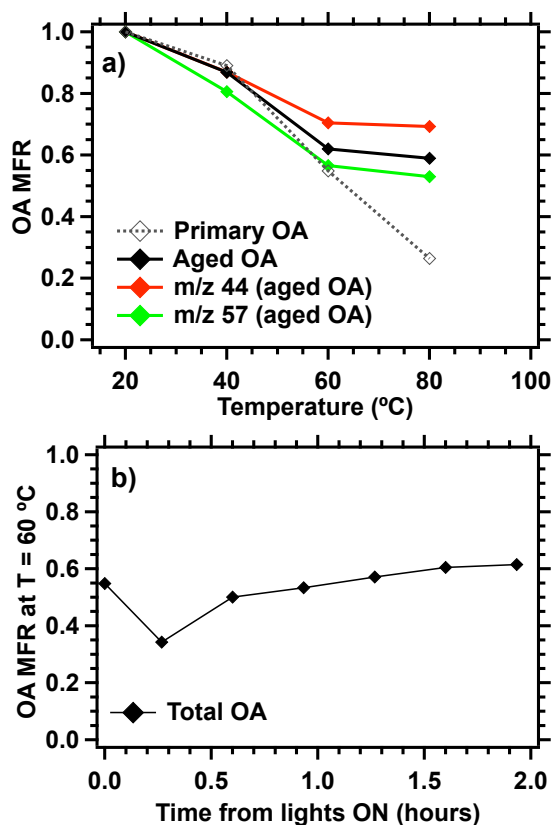 a)
OA MFR
1.0
0.8
0.6
0.4
0.2
0.0
Primary OA
Aged OA
m/z 44 (aged OA)
m/z 57 (aged OA)
20 40 60 80 100
Temperature (ºC)
b)
OA MFR at T = 60 ºC
1.0
0.8
0.6
0.4
0.2
0.0
Total OA
0.0 0.5 1.0 1.5 2.0
Time from lights ON (hours)